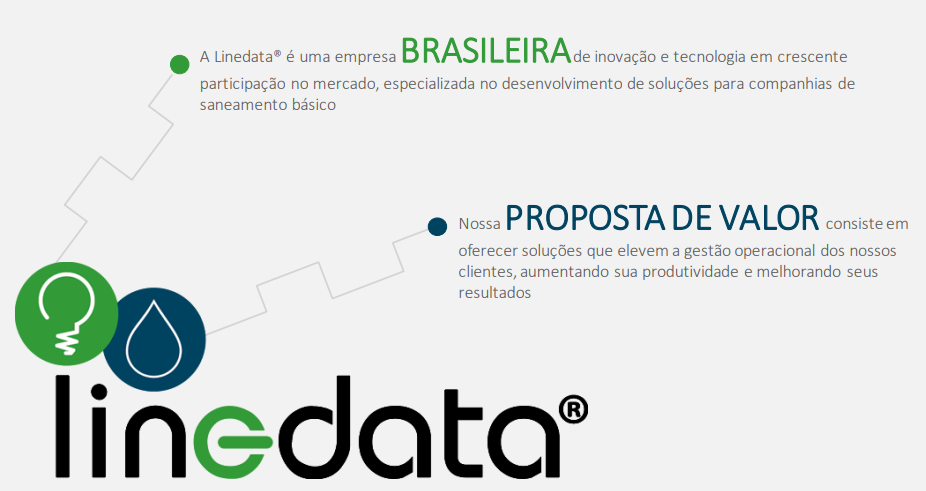 A Linedata® é uma empresa BRASILEIRA de inovação e tecnologia em crescente
participação no mercado, especializada no desenvolvimento de soluções para companhias de
saneamento básico
Nossa PROPOSTA DE VALOR consiste em
oferecer soluções que elevem a gestão operacional dos nossos
clientes, aumentando sua produtividade e melhorando seus
resultados
linedata®